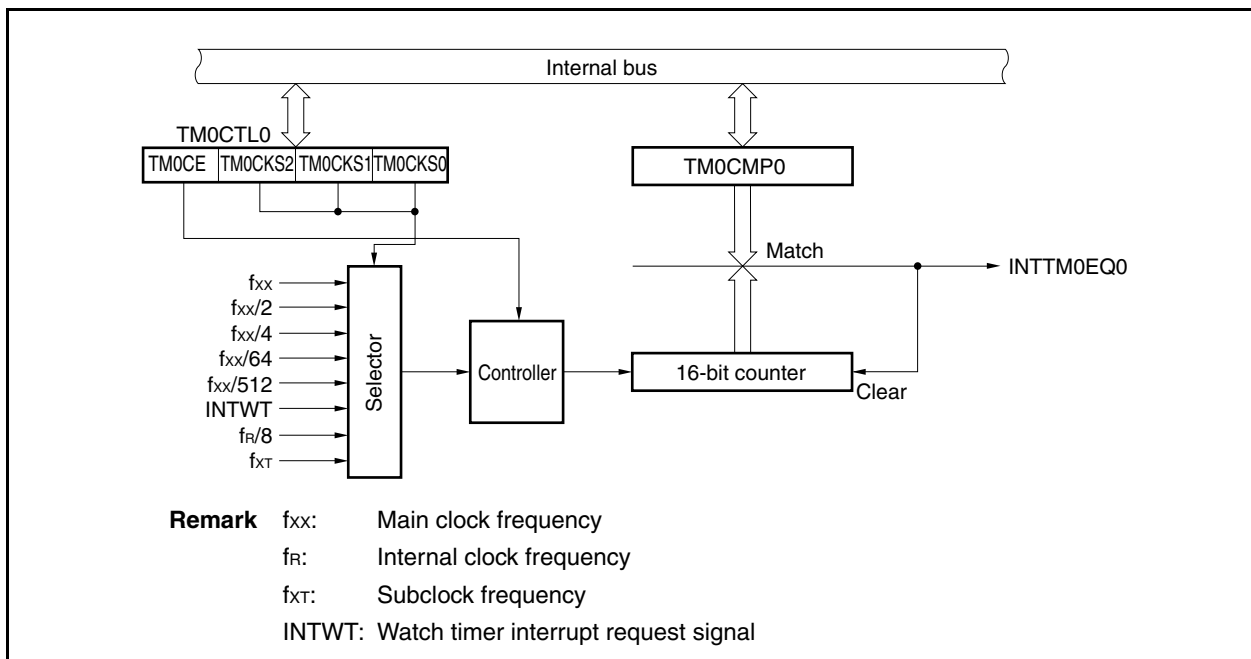 Internal bus
TM0CTL0
TM0CE TM0CKS2 TM0CKS1 TM0CKS0
TM0CMP0
Match
INTTM0EQ0
fXX
fXX/2
fXX/4
fXX/64
fXX/512
INTWT
fR/8
fXT
Selector
Controller
16-bit counter
Clear
Remark fXX: Main clock frequency
fR: Internal clock frequency
fXT: Subclock frequency
INTWT: Watch timer interrupt request signal